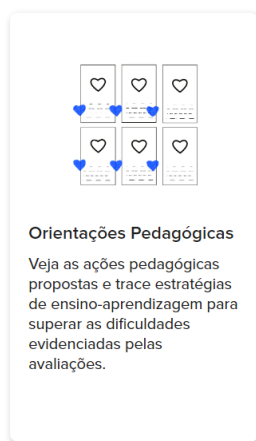 Orientações Pedagógicas
Veja as ações pedagógicas
propostas e trace estratégias
de ensino-aprendizagem para
superar as dificuldades
evidenciadas pelas
avaliações.